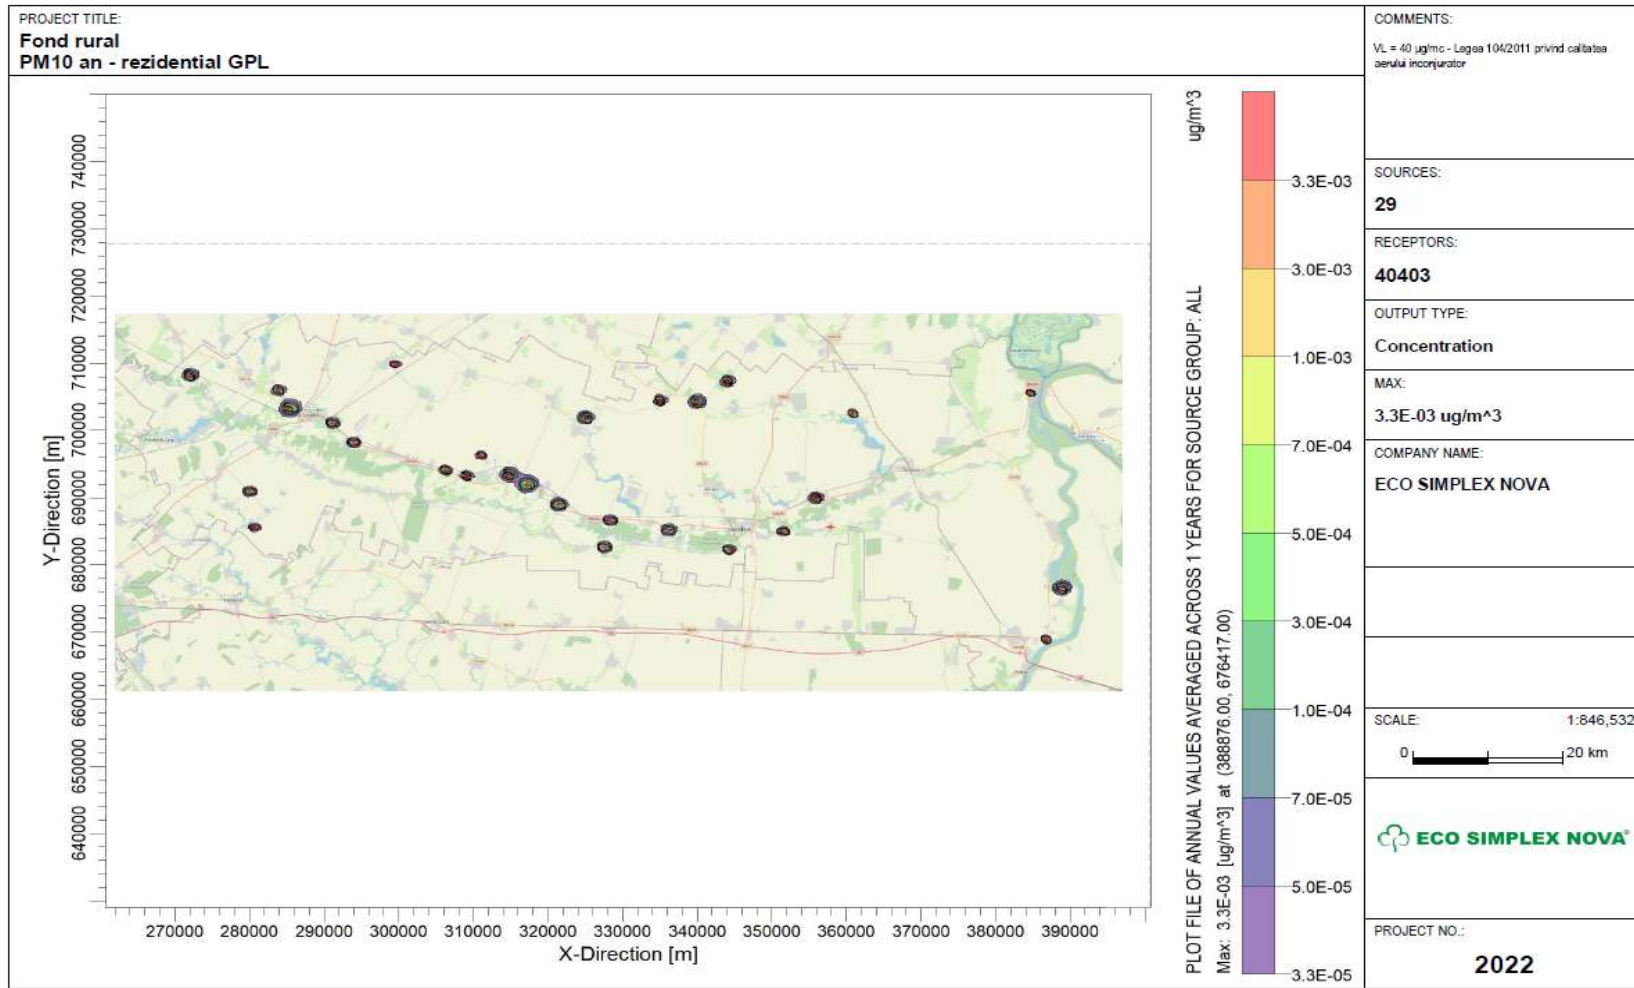 PROJECT TITLE:
Fond rural
PM10 an - rezidential GPL
COMMENTS:
VL = 40 µg/mc - Legea 104/2011 privind calitatea
aerului inconjurator
SOURCES:
29
RECEPTORS:
40403
OUTPUT TYPE:
Concentration
MAX:
3.3E-03 ug/m^3
COMPANY NAME:
ECO SIMPLEX NOVA
SCALE:
1:846,532
0
20 km
ECO SIMPLEX NOVA®
PROJECT NO.:
2022
Y-Direction [m]
740000
730000
720000
710000
700000
690000
680000
670000
660000
650000
640000
270000
280000
290000
300000
310000
320000
330000
340000
350000
360000
370000
380000
390000
X-Direction [m]
PLOT FILE OF ANNUAL VALUES AVERAGED ACROSS 1 YEARS FOR SOURCE GROUP: ALL
ug/m^3
Max: 3.3E-03 [ug/m^3] at (388876.00, 676417.00)
3.3E-03
3.0E-03
1.0E-03
7.0E-04
5.0E-04
3.0E-04
1.0E-04
7.0E-05
5.0E-05
3.3E-05